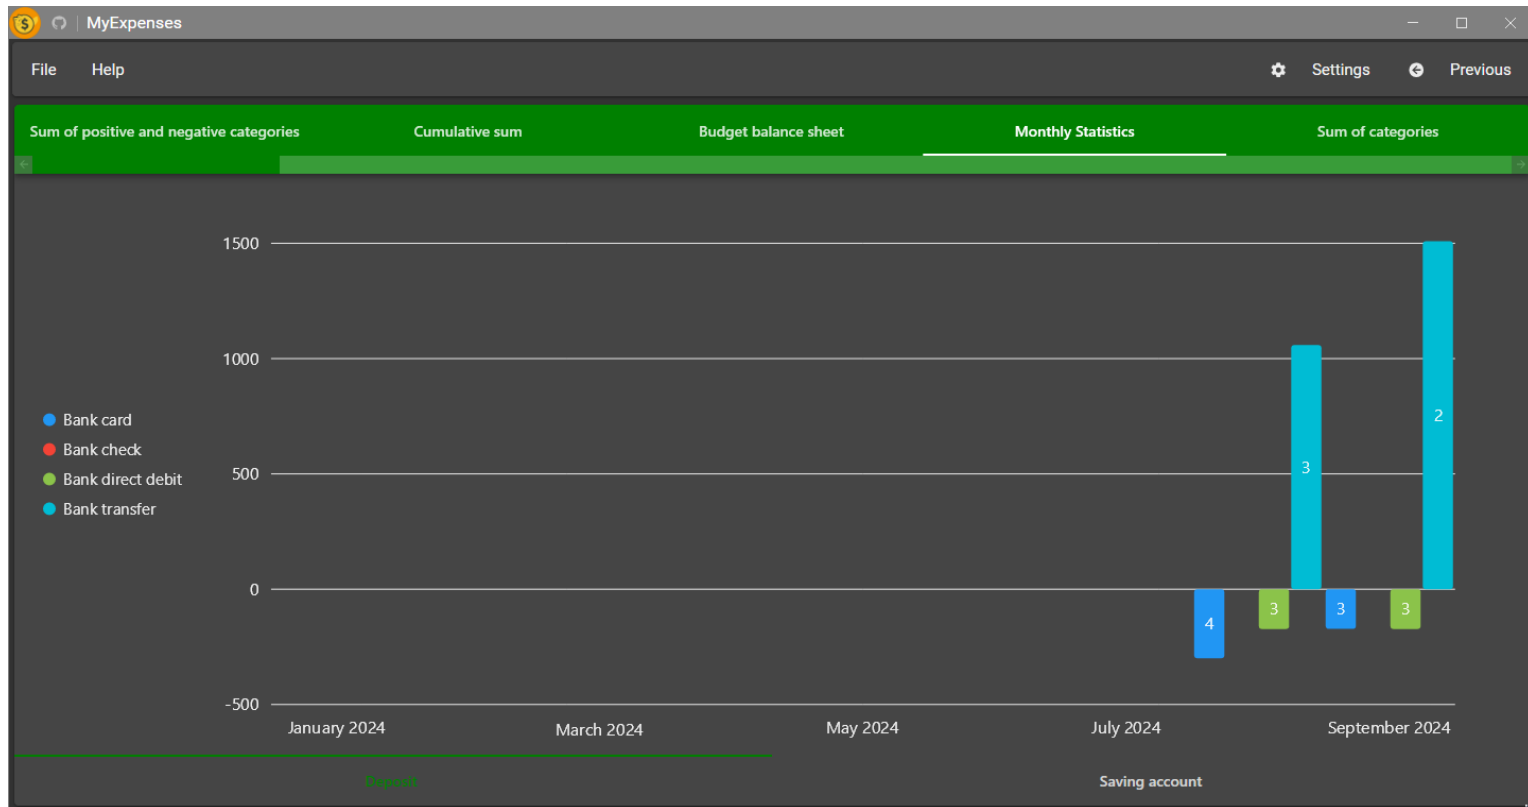 MyExpenses
File Help Settings Previous
Sum of positive and negative categories Cumulative sum Budget balance sheet Monthly Statistics Sum of categories
1500
1000
Bank card
Bank check
Bank direct debit
Bank transfer
500
0
-500
2
3
3
3
3
4
January 2024 March 2024 May 2024 July 2024 September 2024
Deposit Saving account